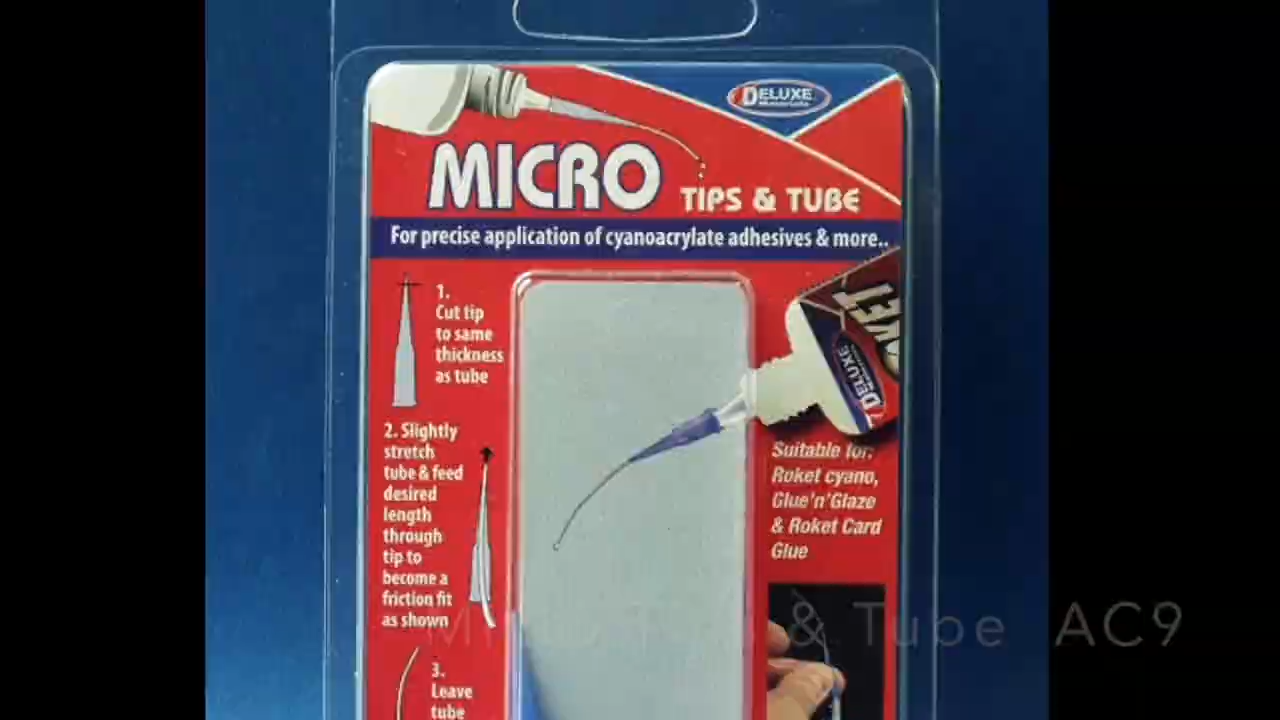 DELUXE
MICRO TIPS & TUBE
For precise application of cyanoacrylate adhesives & more..
1.
Cut tip
to same
thickness
as tube
2. Slightly
stretch
tube & feed
desired
length
through
tip to
become a
friction fit
as shown
3.
Leave
tube
DELUXE
Suitable for:
Roket cyano,
Glue'n'Glaze
& Roket Card
Glue
& Tube AC9